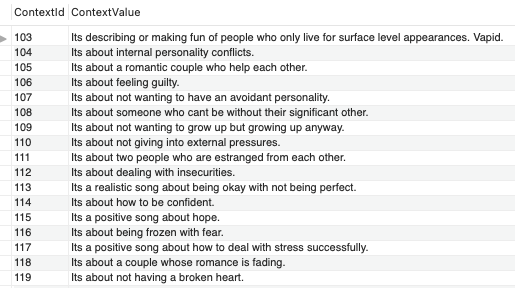 ContextId ContextValue
103 Its describing or making fun of people who only live for surface level appearances. Vapid.
104 Its about internal personality conflicts.
105 Its about a romantic couple who help each other.
106 Its about feeling guilty.
107 Its about not wanting to have an avoidant personality.
108 Its about someone who cant be without their significant other.
109 Its about not wanting to grow up but growing up anyway.
110 Its about not giving into external pressures.
111 Its about two people who are estranged from each other.
112 Its about dealing with insecurities.
113 Its a realistic song about being okay with not being perfect.
114 Its about how to be confident.
115 Its a positive song about hope.
116 Its about being frozen with fear.
117 Its a positive song about how to deal with stress successfully.
118 Its about a couple whose romance is fading.
119 Its about not having a broken heart.